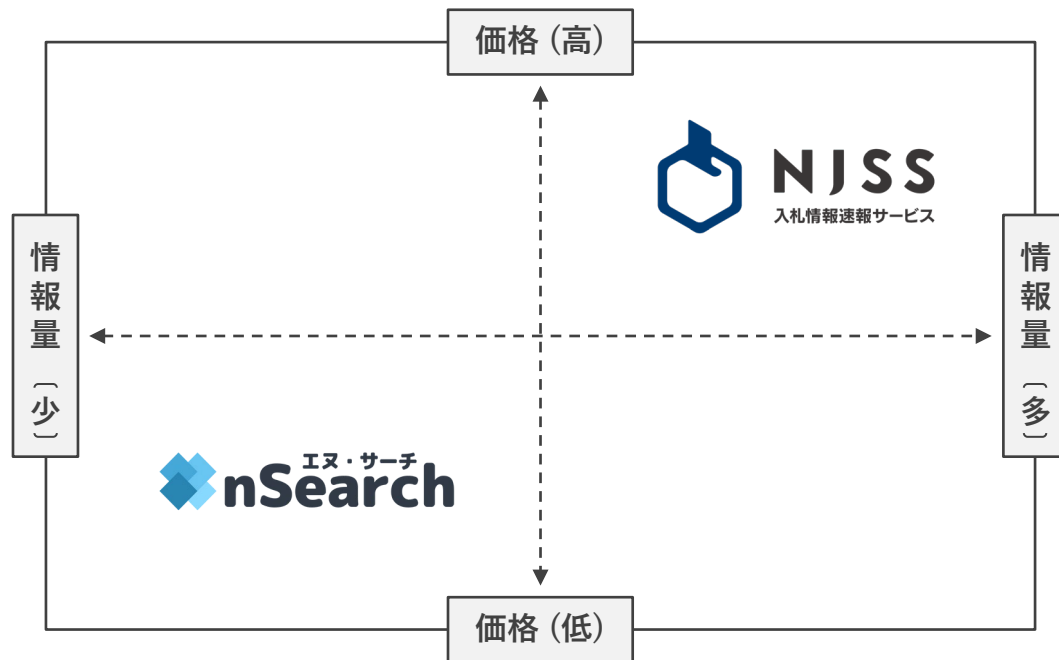 価格（高）
NJSS
入札情報速報サービス
情報量（少）
情報量（多）
エヌ・サーチ
nSearch
価格（低）